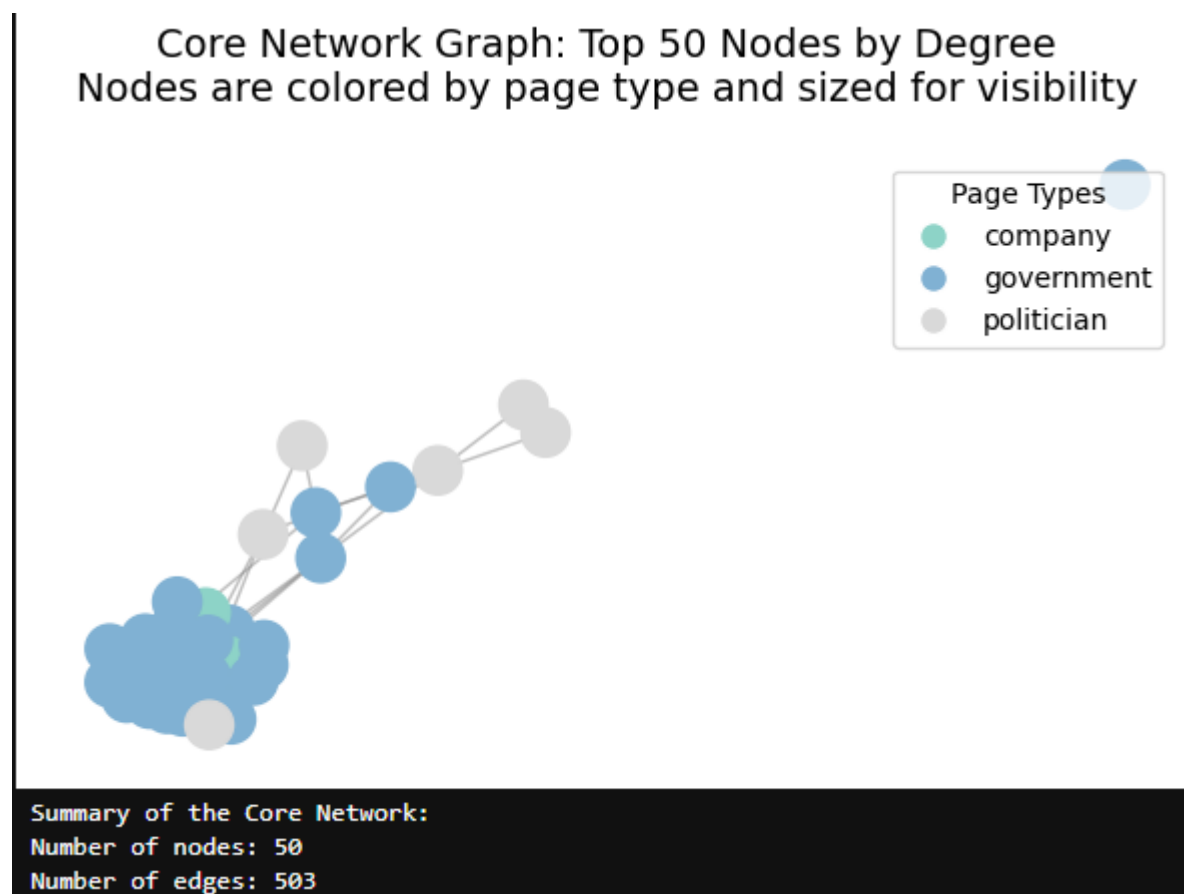 Core Network Graph: Top 50 Nodes by Degree
Nodes are colored by page type and sized for visibility
Page Types
company
government
politician
Summary of the Core Network:
Number of nodes: 50
Number of edges: 503